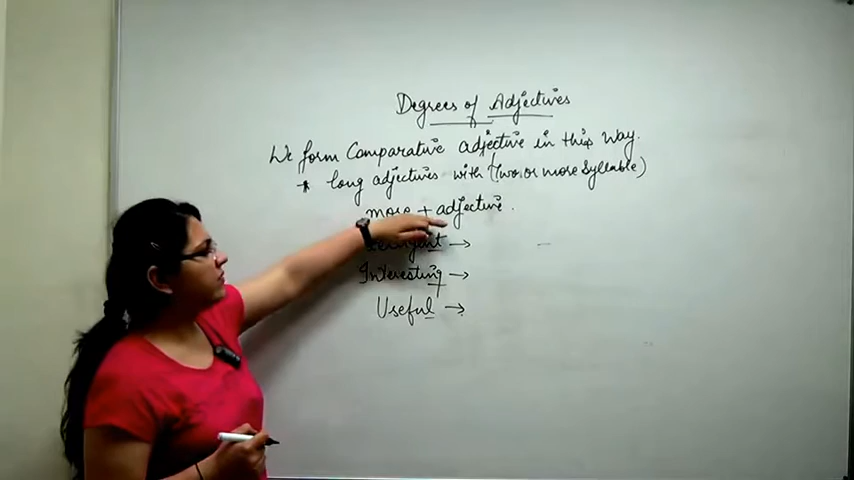 Degrees of Adjectives
We form Comparative adjective in this way.
* long adjectives with (Two or more Syllable)
more + adjective.
→
Interesting →
Useful →